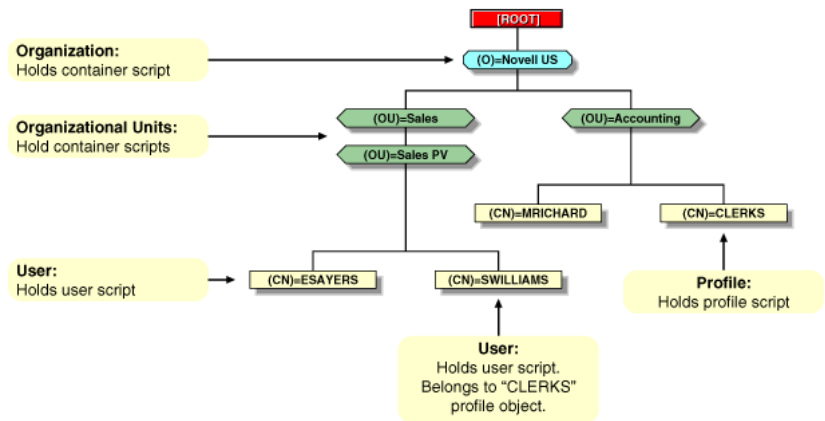 [ROOT]
Organization:
Holds container script
(O)=Novell US
Organizational Units:
Hold container scripts
(OU)=Sales
(OU)=Accounting
(OU)=Sales PV
(CN)=MRICHARD
(CN)=CLERKS
User:
Holds user script
(CN)=ESAYERS
(CN)=SWILLIAMS
Profile:
Holds profile script
User:
Holds user script.
Belongs to “CLERKS”
profile object.